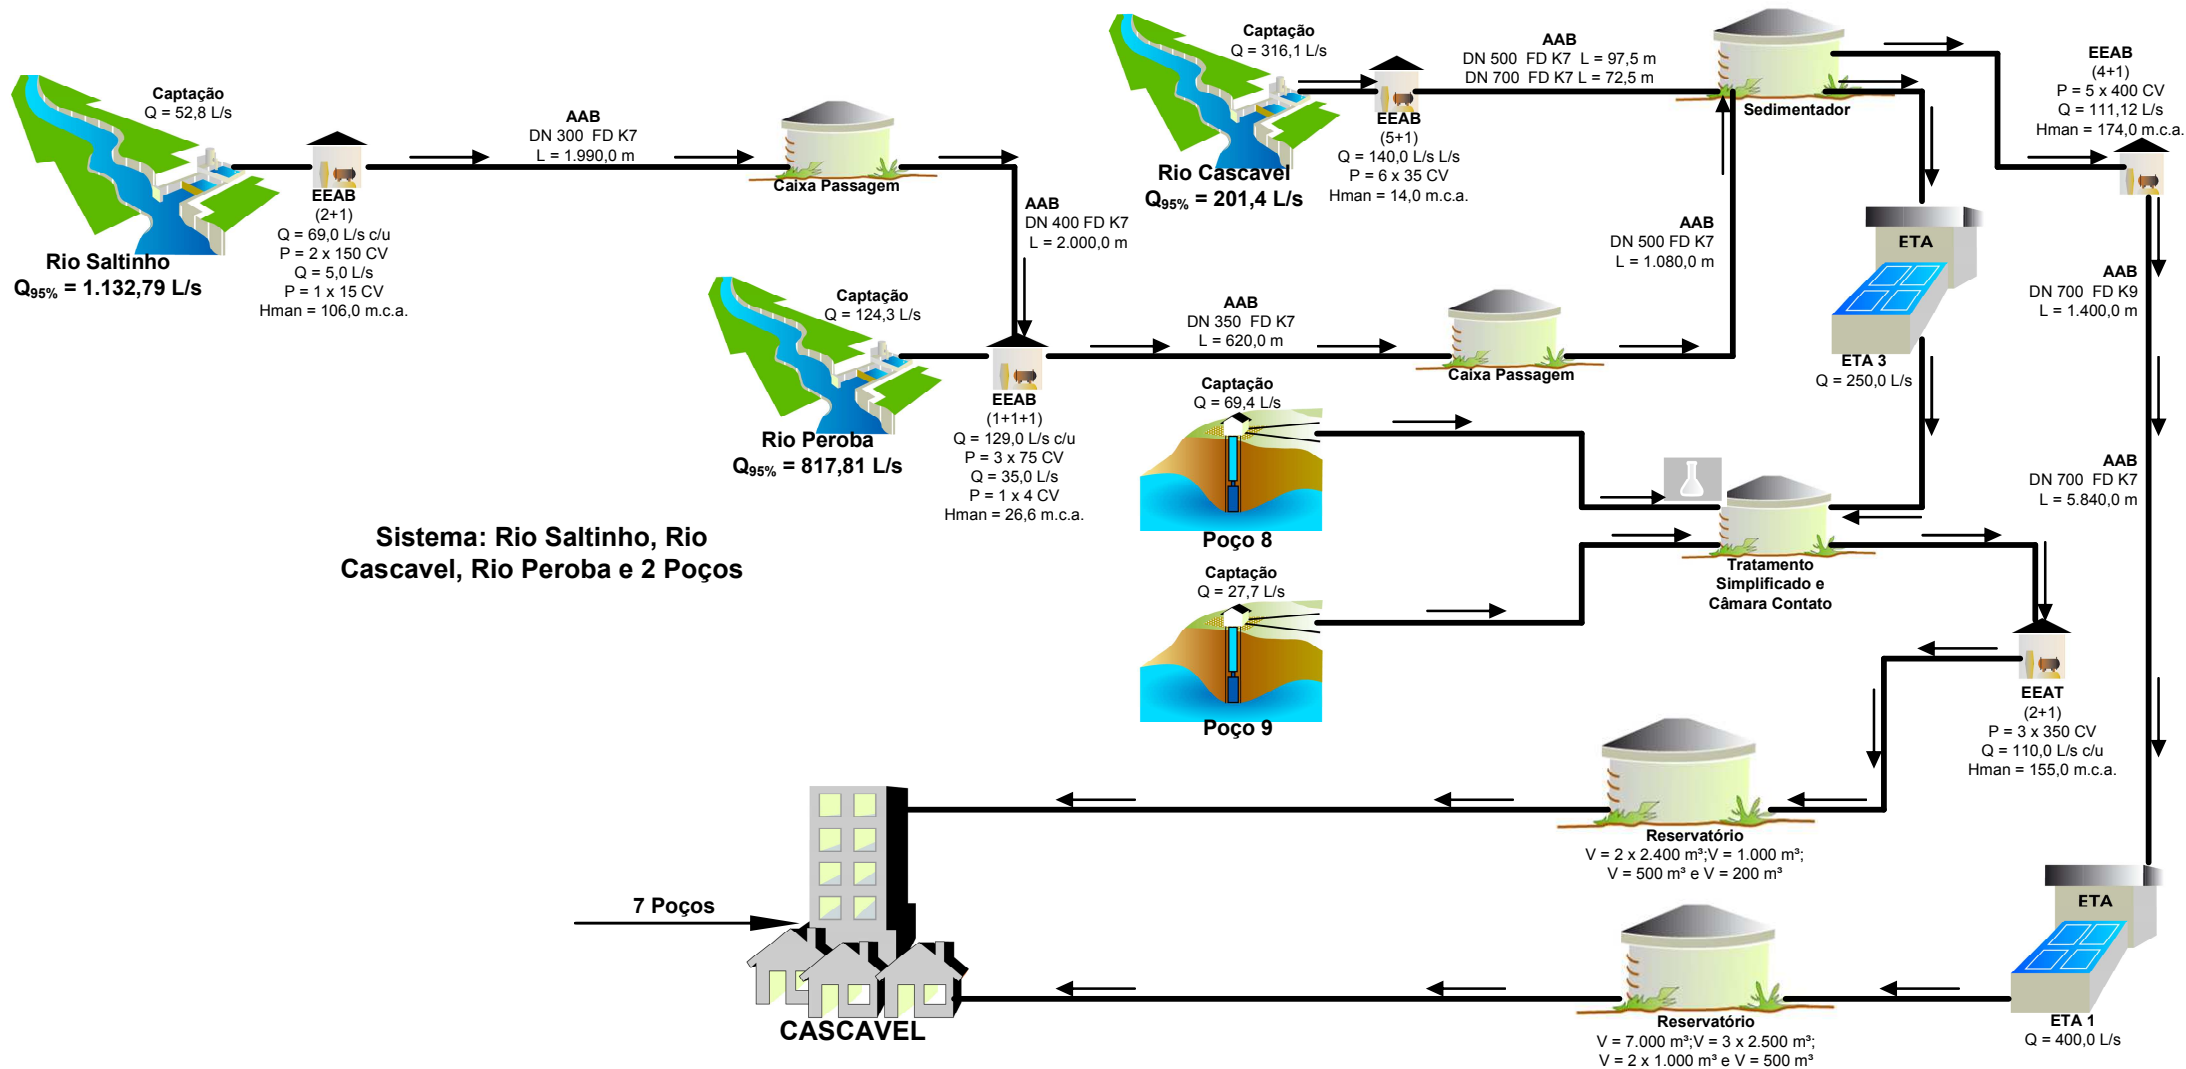 Captação
Q = 52,8 L/s
AAB
DN 300 FD K7
L = 1.990,0 m
Caixa Passagem
EEAB
(2+1)
Q = 69,0 L/s c/u
P = 2 x 150 CV
Q = 5,0 L/s
P = 1 x 15 CV
Hman = 106,0 m.c.a.
Rio Saltinho
Q95% = 1.132,79 L/s
AAB
DN 400 FD K7
L = 2.000,0 m
Captação
Q = 316,1 L/s
AAB
DN 500 FD K7 L = 97,5 m
DN 700 FD K7 L = 72,5 m
EEAB
(5+1)
Q = 140,0 L/s L/s
P = 6 x 35 CV
Hman = 14,0 m.c.a.
Rio Cascavel
Q95% = 201,4 L/s
Sedimentador
EEAB
(4+1)
P = 5 x 400 CV
Q = 111,12 L/s
Hman = 174,0 m.c.a.
AAB
DN 500 FD K7
L = 1.080,0 m
ETA
ETA 3
Q = 250,0 L/s
AAB
DN 700 FD K9
L = 1.400,0 m
AAB
DN 700 FD K7
L = 5.840,0 m
Captação
Q = 124,3 L/s
AAB
DN 350 FD K7
L = 620,0 m
Caixa Passagem
EEAB
(1+1+1)
Q = 129,0 L/s c/u
P = 3 x 75 CV
Q = 35,0 L/s
P = 1 x 4 CV
Hman = 26,6 m.c.a.
Rio Peroba
Q95% = 817,81 L/s
Captação
Q = 69,4 L/s
Poço 8
Captação
Q = 27,7 L/s
Poço 9
Tratamento
Simplificado e
Câmara Contato
Sistema: Rio Saltinho, Rio
Cascavel, Rio Peroba e 2 Poços
EEAT
(2+1)
P = 3 x 350 CV
Q = 110,0 L/s c/u
Hman = 155,0 m.c.a.
Reservatório
V = 2 x 2.400 m³;V = 1.000 m³;
V = 500 m³ e V = 200 m³
7 Poços
CASCAVEL
Reservatório
V = 7.000 m³;V = 3 x 2.500 m³;
V = 2 x 1.000 m³ e V = 500 m³
ETA
ETA 1
Q = 400,0 L/s